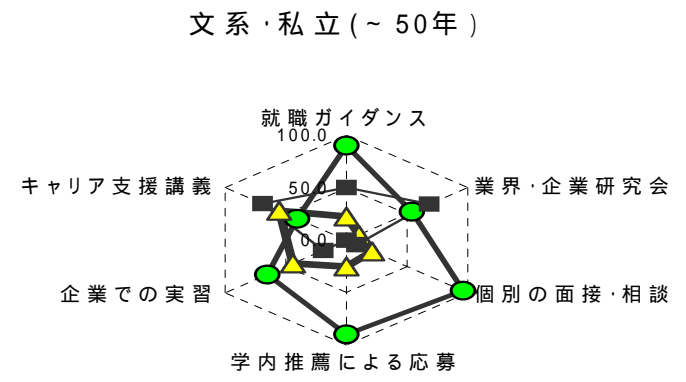 文系・私立(~ 50年)
就職ガイダンス
100.0
キャリア支援講義
50.0
業界・企業研究会
0.0
企業での実習
個別の面接・相談
学内推薦による応募